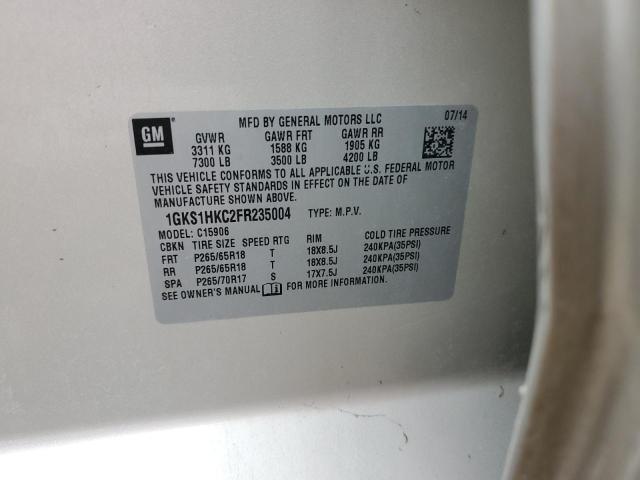 GM
MFD BY GENERAL MOTORS LLC 07/14
GVWR GAWR FRT GAWR RR
3311 KG 1588 KG 1905 KG
7300 LB 3500 LB 4200 LB
THIS VEHICLE CONFORMS TO ALL APPLICABLE U.S. FEDERAL MOTOR
VEHICLE SAFETY STANDARDS IN EFFECT ON THE DATE OF
MANUFACTURE SHOWN ABOVE.
1GKS1HKC2FR235004 TYPE: M.P.V.
MODEL: C15906
CBKN TIRE SIZE SPEED RTG RIM COLD TIRE PRESSURE
FRT P265/65R18 T 18X8.5J 240KPA(35PSI)
RR P265/65R18 T 18X8.5J 240KPA(35PSI)
SPA P265/70R17 S 17X7.5J 240KPA(35PSI)
SEE OWNER'S MANUAL FOR MORE INFORMATION.